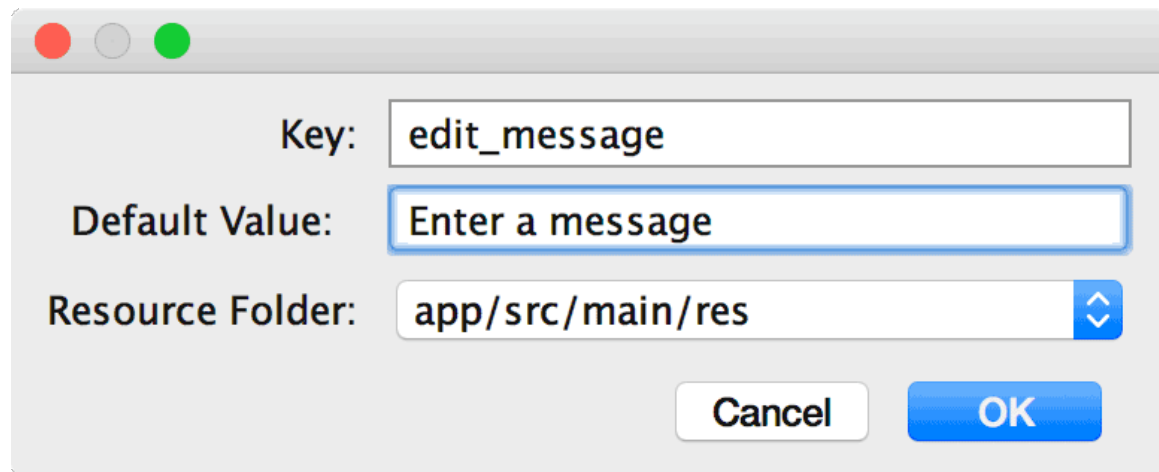 Key: edit_message
Default Value: Enter a message
Resource Folder: app/src/main/res
Cancel OK